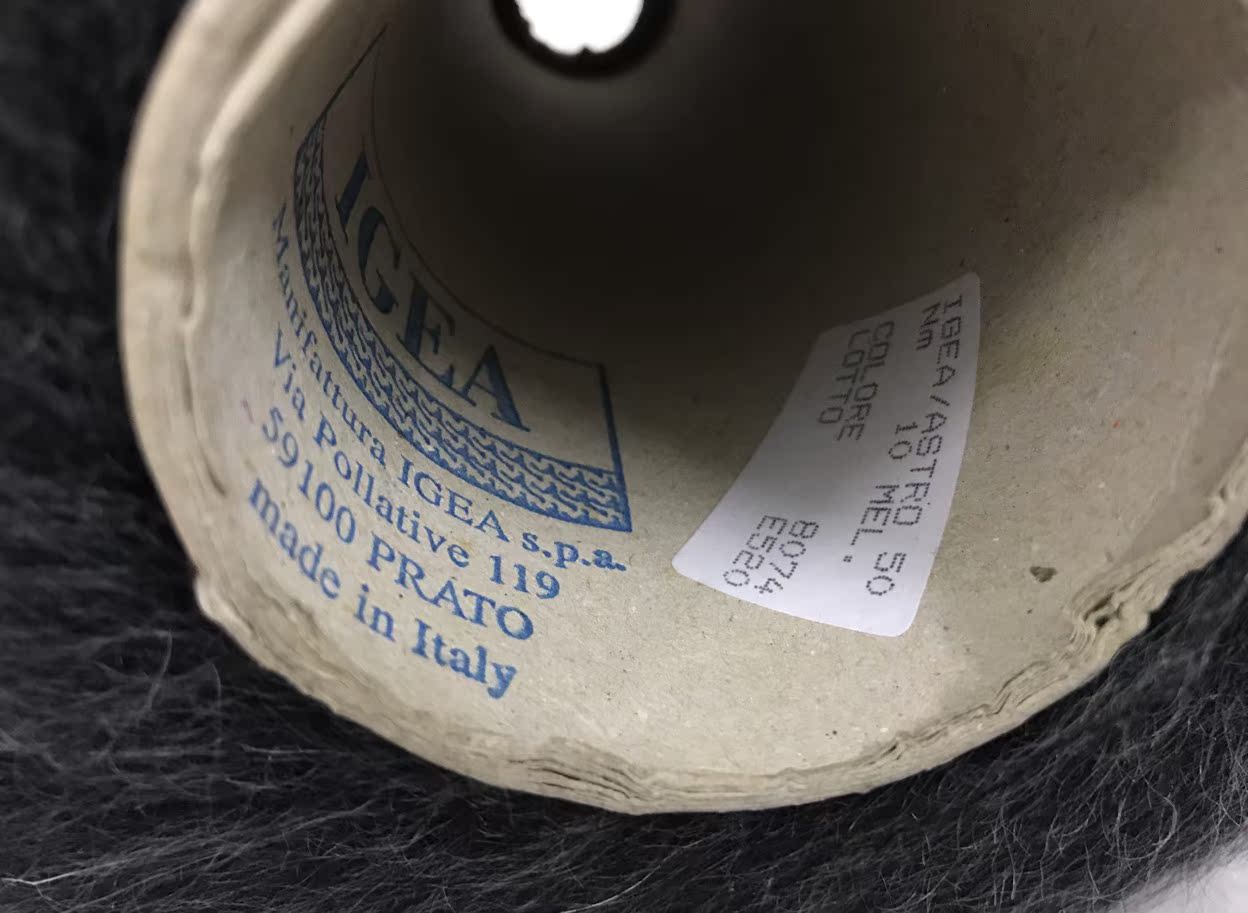 IGEA
Manifattura IGEA s.p.a.
Via Pollative 119
59100 PRATO
made in Italy
IGEA/ASTRO 50
Nm 10 MEL.
COLORE 8074
LOTTO E520